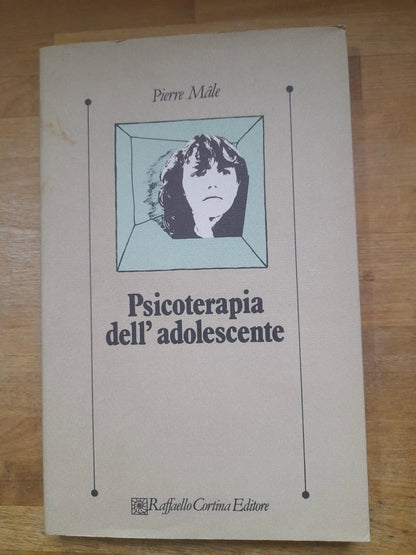 Pierre Mâle
Psicoterapia
dell'adolescente
Raffaello Cortina Editore